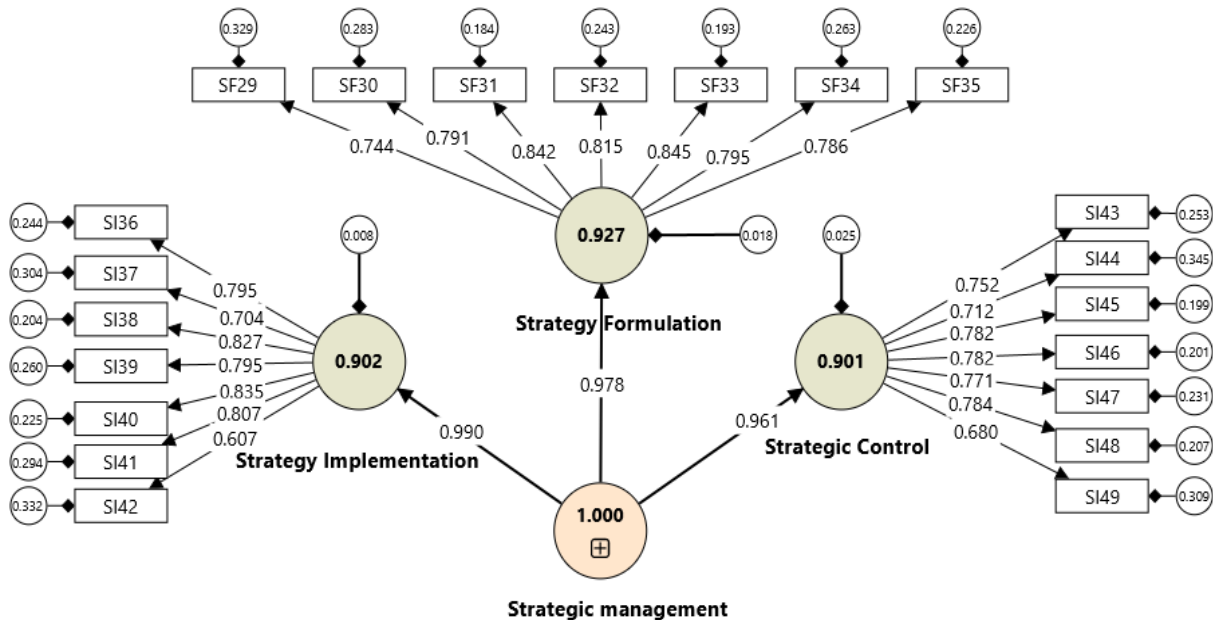 0.329 0.283 0.184 0.243 0.193 0.263 0.226
SF29 SF30 SF31 SF32 SF33 SF34 SF35
0.744 0.791 0.842 0.815 0.845 0.795 0.786
0.927
0.018
Strategy Formulation
0.244 SI36
0.304 SI37
0.204 SI38
0.260 SI39
0.225 SI40
0.294 SI41
0.332 SI42
0.795
0.704
0.827
0.795
0.835
0.807
0.607
0.008
0.902
Strategy Implementation
0.025
0.901
Strategic Control
0.752
0.712
0.782
0.782
0.771
0.784
0.680
SI43 0.253
SI44 0.345
SI45 0.199
SI46 0.201
SI47 0.231
SI48 0.207
SI49 0.309
0.990
0.978
0.961
1.000
Strategic management